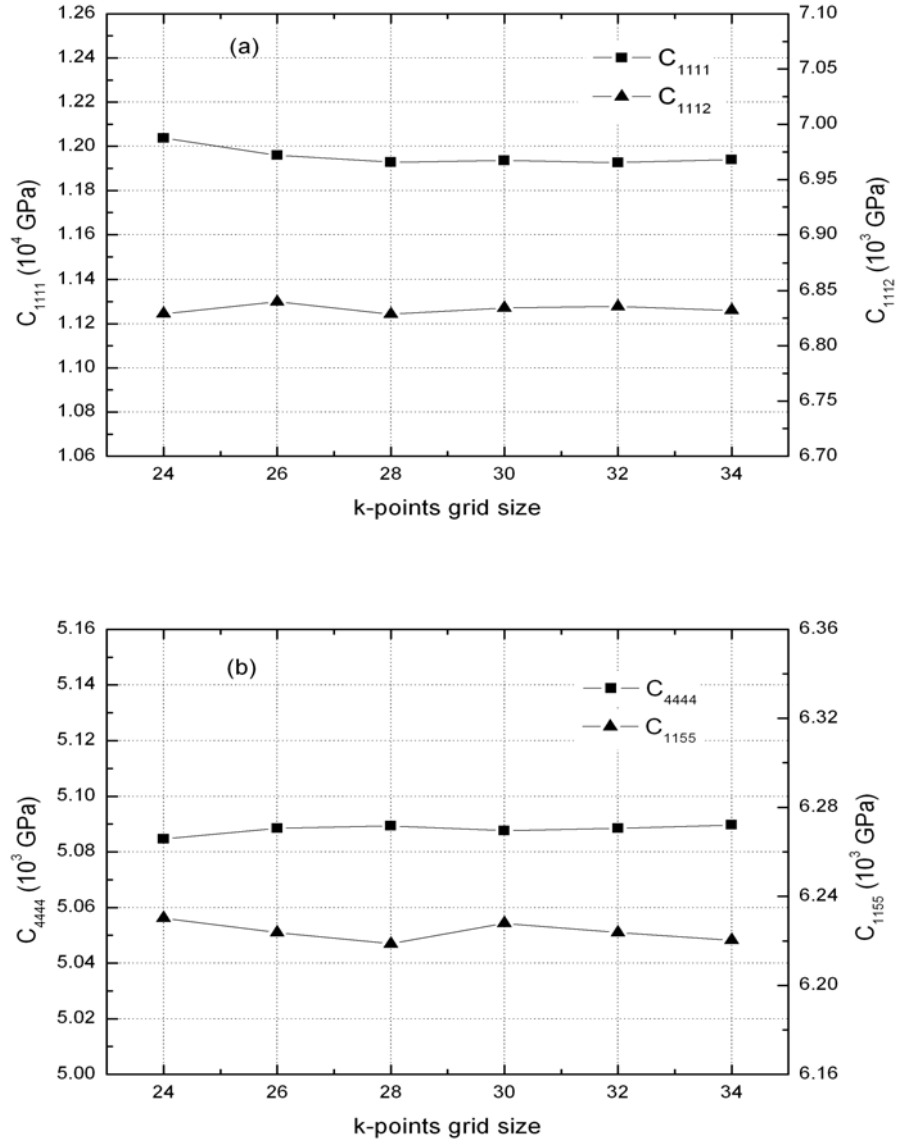 (a)
C1111
C1112
1.26
1.24
1.22
1.20
1.18
1.16
1.14
1.12
1.10
1.08
1.06
C1111 (10^4 GPa)
7.10
7.05
7.00
6.95
6.90
6.85
6.80
6.75
6.70
C1112 (10^3 GPa)
24 26 28 30 32 34
k-points grid size
(b)
C4444
C1155
5.16
5.14
5.12
5.10
5.08
5.06
5.04
5.02
5.00
C4444 (10^3 GPa)
6.36
6.32
6.28
6.24
6.20
6.16
C1155 (10^3 GPa)
24 26 28 30 32 34
k-points grid size